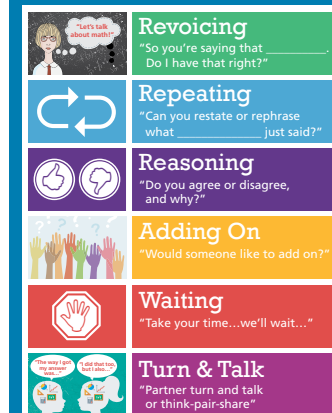 "Let's talk
about math!"
Revoicing
"So you're saying that __________.
Do I have that right?"
Repeating
"Can you restate or rephrase
what ______________ just said?"
Reasoning
"Do you agree or disagree,
and why?"
Adding On
"Would someone like to add on?"
Waiting
"Take your time…we'll wait…"
"The way I got
my answer
was…"
"I did that too,
but I also…"
Turn & Talk
"Partner turn and talk
or think-pair-share"